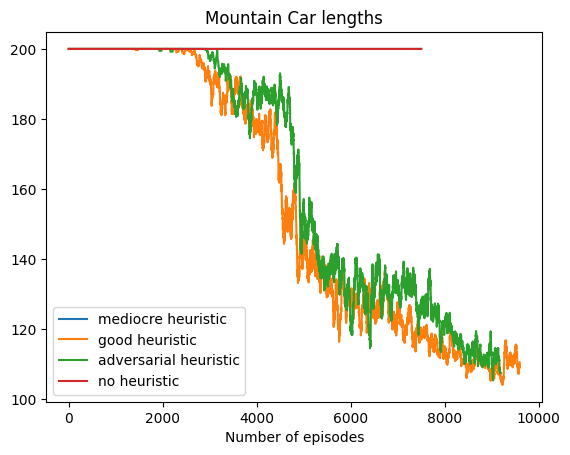 Mountain Car lengths
200
180
160
140
120
100
mediocre heuristic
good heuristic
adversarial heuristic
no heuristic
0
2000
4000
6000
8000
10000
Number of episodes